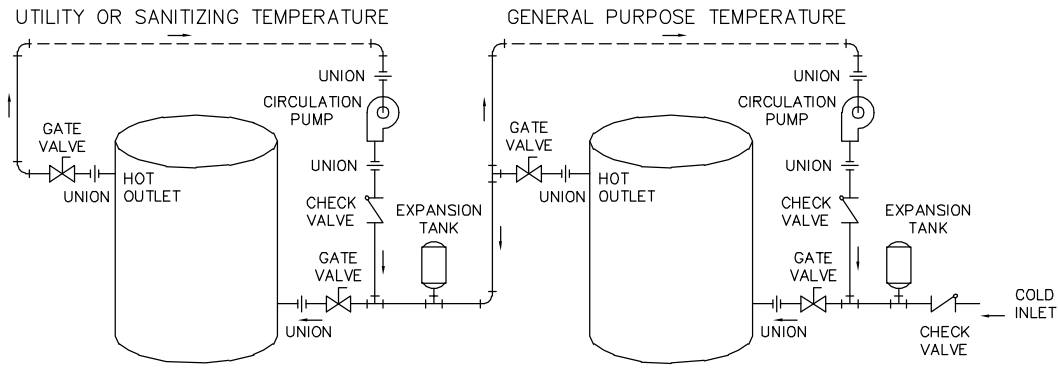 UTILITY OR SANITIZING TEMPERATURE
GENERAL PURPOSE TEMPERATURE
UNION
CIRCULATION
PUMP
GATE
VALVE
UNION
HOT
OUTLET
UNION
CHECK
VALVE
EXPANSION
TANK
GATE
VALVE
UNION
UNION
CIRCULATION
PUMP
GATE
VALVE
UNION
HOT
OUTLET
UNION
CHECK
VALVE
EXPANSION
TANK
GATE
VALVE
UNION
COLD
INLET
CHECK
VALVE